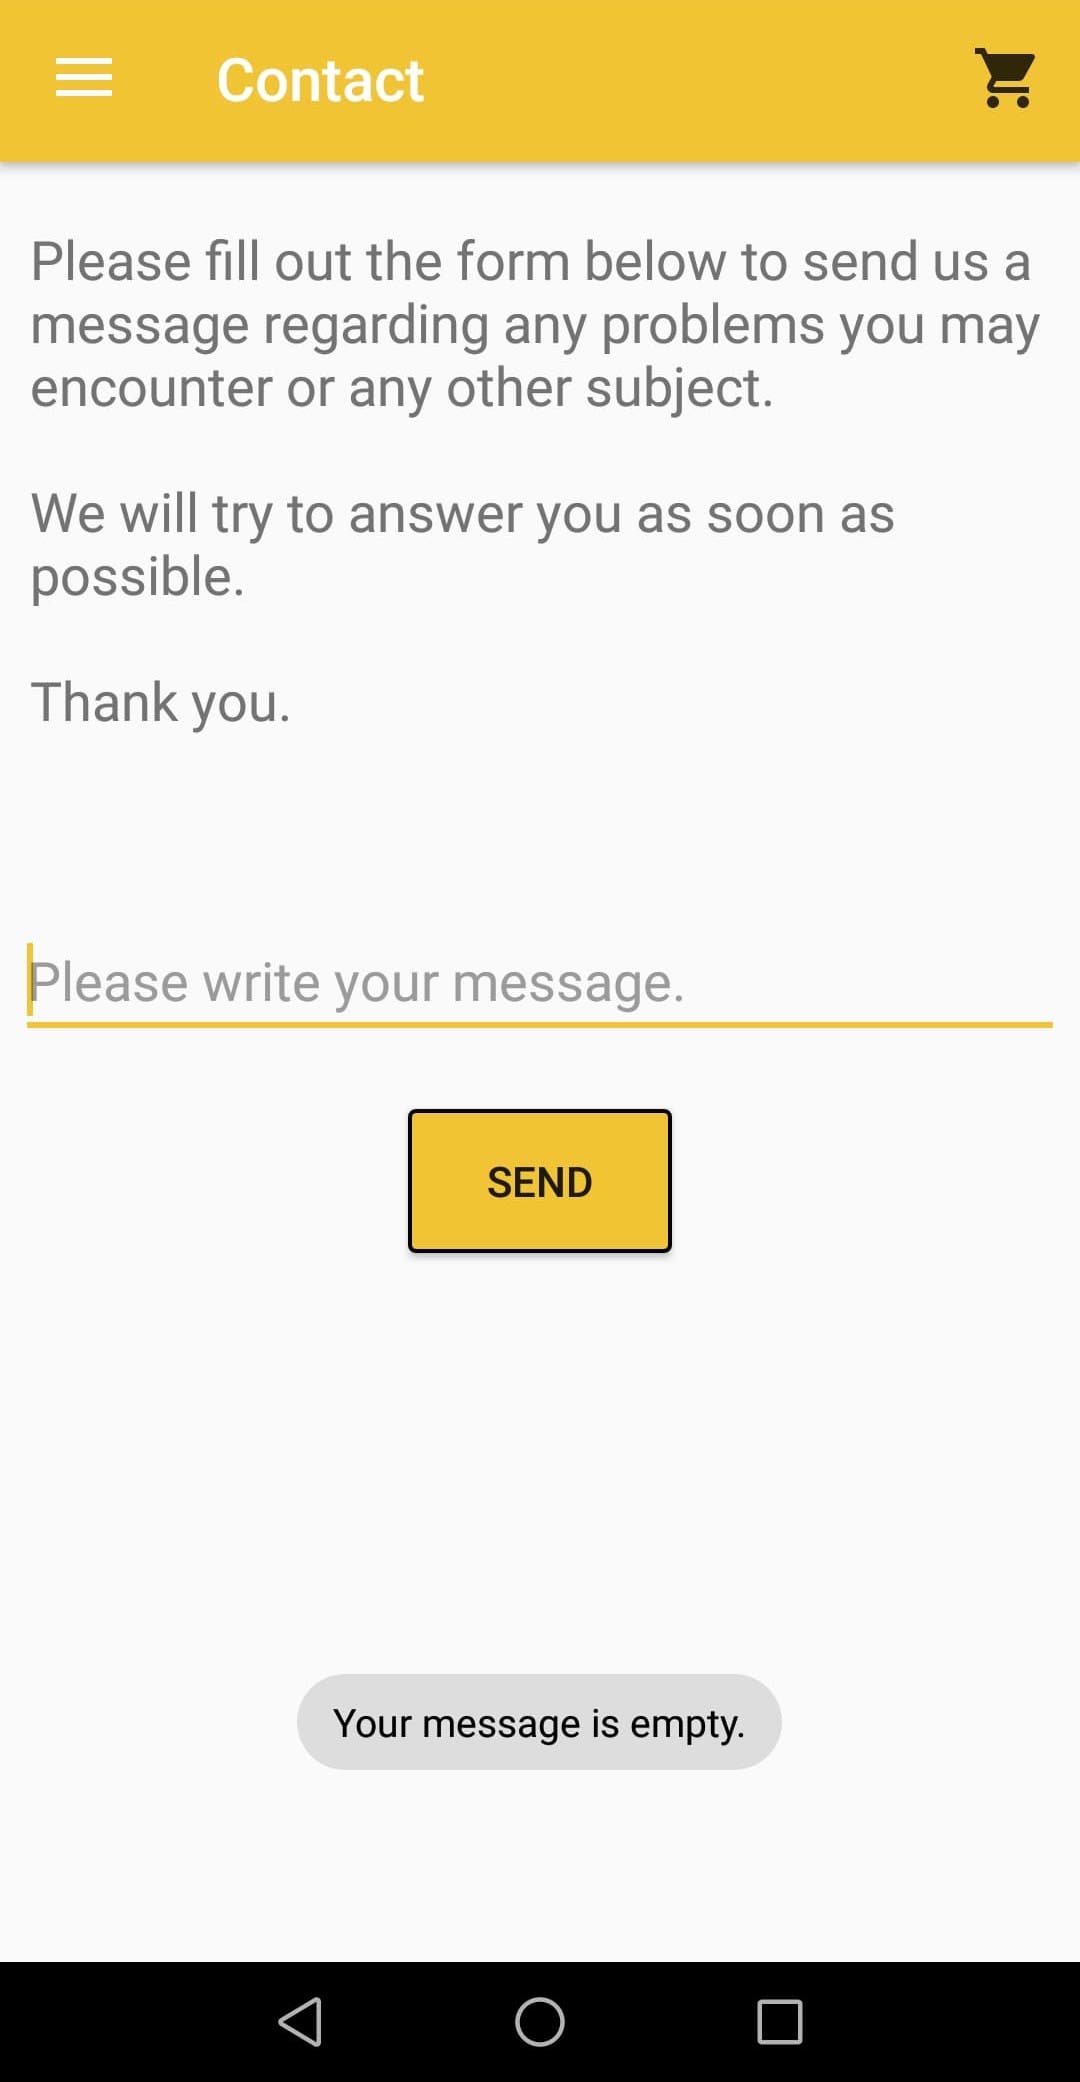 Contact
Please fill out the form below to send us a
message regarding any problems you may
encounter or any other subject.
We will try to answer you as soon as
possible.
Thank you.
Please write your message.
SEND
Your message is empty.